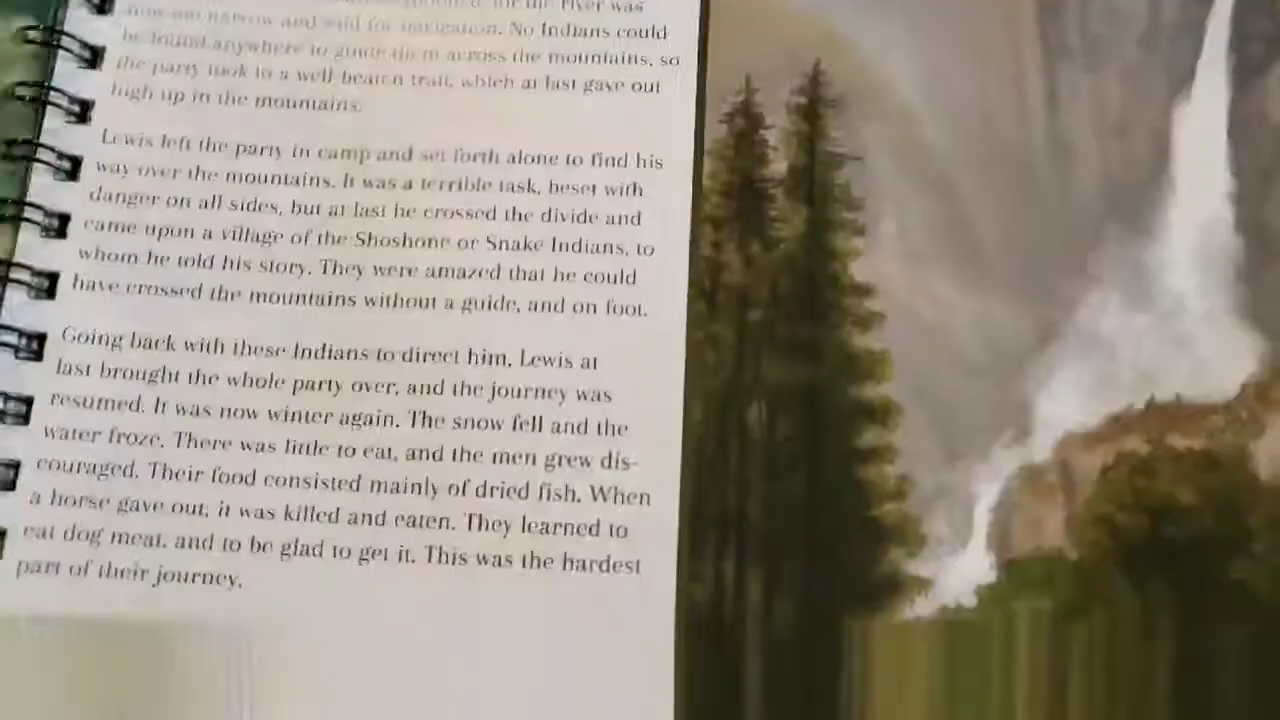 for the river was
now too narrow and wild for navigation. No Indians could
be found anywhere to guide them across the mountains, so
the party took to a well beaten trail, which at last gave out
high up in the mountains.
Lewis left the party in camp and set forth alone to find his
way over the mountains. It was a terrible task, beset with
danger on all sides, but at last he crossed the divide and
came upon a village of the Shoshone or Snake Indians, to
whom he told his story. They were amazed that he could
have crossed the mountains without a guide, and on foot.
Going back with these Indians to direct him, Lewis at
last brought the whole party over, and the journey was
resumed. It was now winter again. The snow fell and the
water froze. There was little to eat, and the men grew dis-
couraged. Their food consisted mainly of dried fish. When
a horse gave out, it was killed and eaten. They learned to
eat dog meat, and to be glad to get it. This was the hardest
part of their journey.